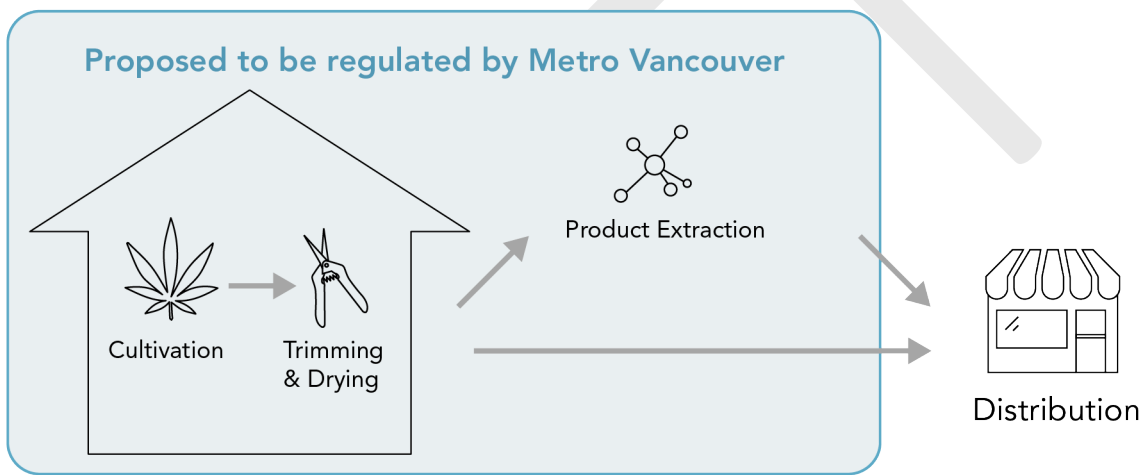 Proposed to be regulated by Metro Vancouver
Product Extraction
Cultivation
Trimming
& Drying
Distribution